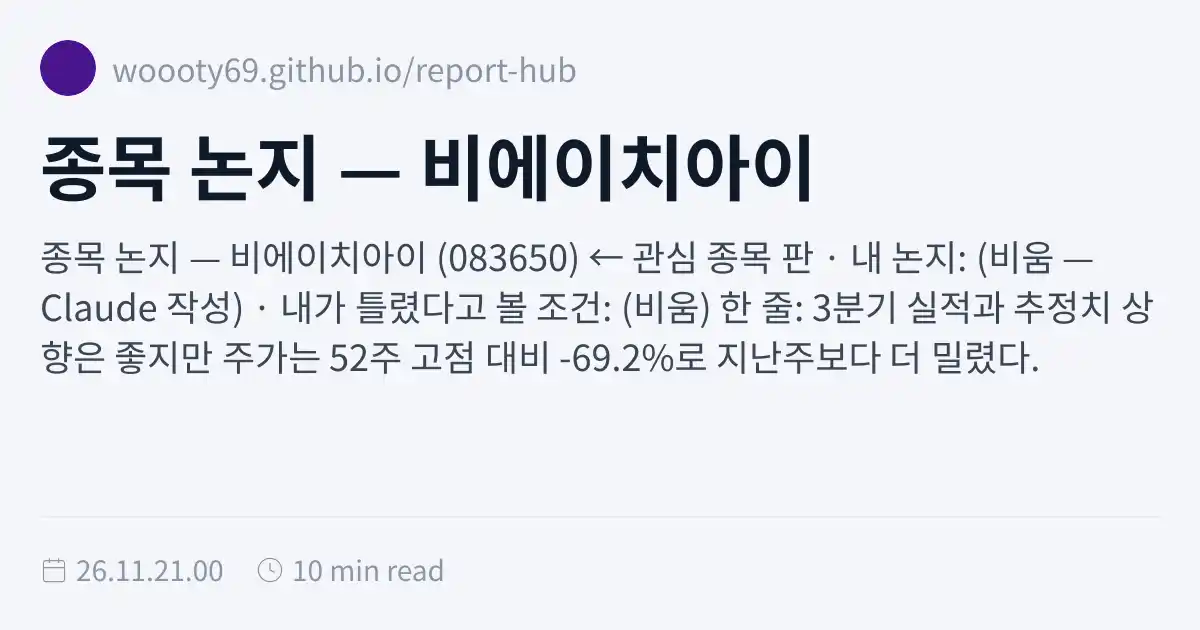 woooty69.github.io/report-hub
종목 논지 — 비에이치아이
종목 논지 — 비에이치아이 (083650) ← 관심 종목 판 · 내 논지: (비움 —
Claude 작성) · 내가 틀렸다고 볼 조건: (비움) 한 줄: 3분기 실적과 추정치 상
향은 좋지만 주가는 52주 고점 대비 -69.2%로 지난주보다 더 밀렸다.
26.11.21.00
10 min read